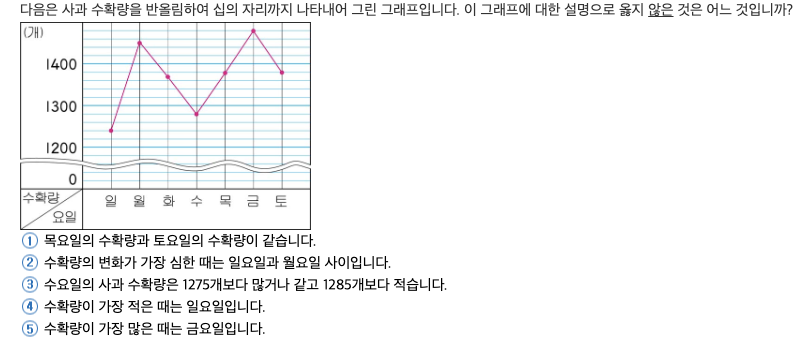 다음은 사과 수확량을 반올림하여 십의 자리까지 나타내어 그린 그래프입니다. 이 그래프에 대한 설명으로 옳지 않은 것은 어느 것입니까?
(개)
1400
1300
1200
0
수확량
요일
일 월 화 수 목 금 토
① 목요일의 수확량과 토요일의 수확량이 같습니다.
② 수확량의 변화가 가장 심한 때는 일요일과 월요일 사이입니다.
③ 수요일의 사과 수확량은 1275개보다 많거나 같고 1285개보다 적습니다.
④ 수확량이 가장 적은 때는 일요일입니다.
⑤ 수확량이 가장 많은 때는 금요일입니다.